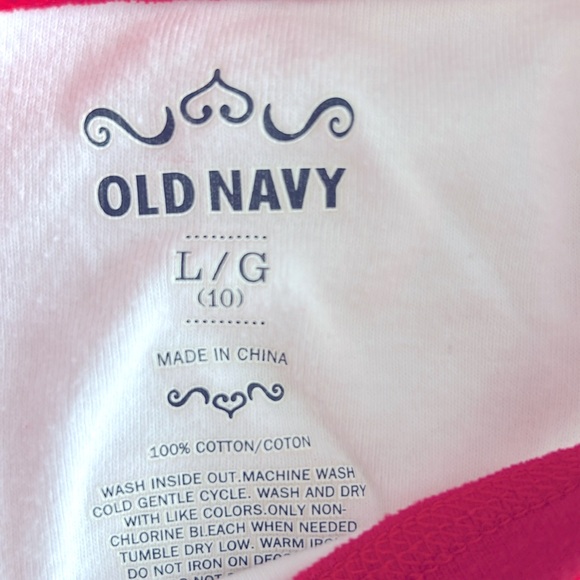 OLD NAVY
L/G
(10)
MADE IN CHINA
100% COTTON/COTON
WASH INSIDE OUT.MACHINE WASH
COLD GENTLE CYCLE. WASH AND DRY
WITH LIKE COLORS.ONLY NON-
CHLORINE BLEACH WHEN NEEDED
TUMBLE DRY LOW. WARM
DO NOT IRON ON
NOT